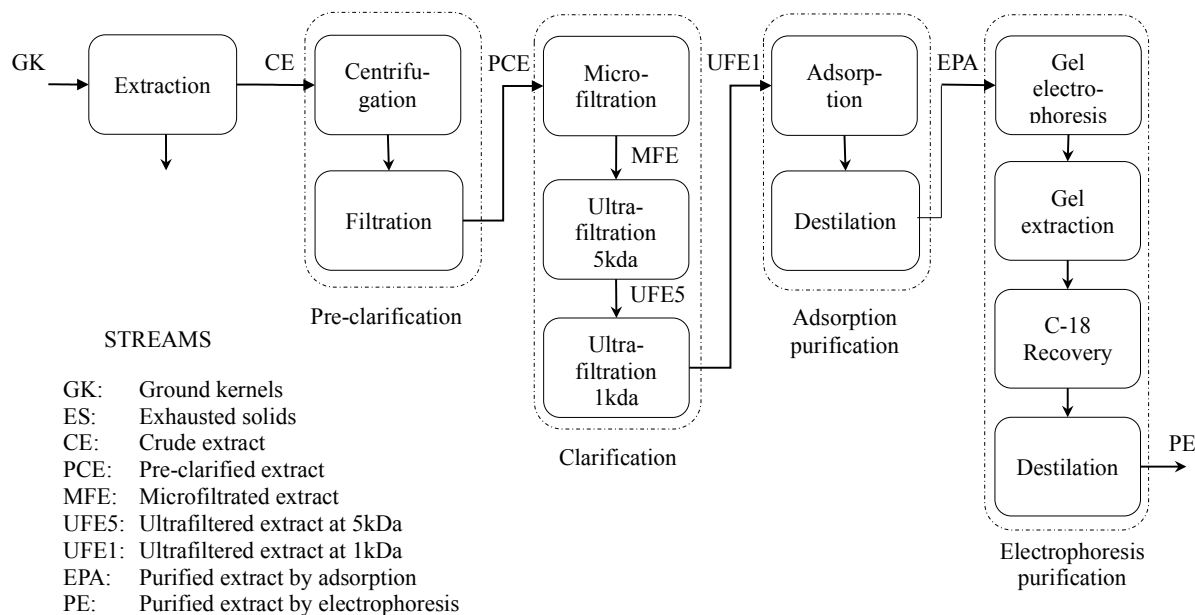 GK
Extraction
CE
Centrifu-
gation
Filtration
Pre-clarification
PCE
Micro-
filtration
MFE
Ultra-
filtration
5kda
UFE5
Ultra-
filtration
1kda
Clarification
UFE1
Adsorp-
tion
Destilation
Adsorption
purification
EPA
Gel
electro-
phoresis
Gel
extraction
C-18
Recovery
Destilation
PE
Electrophoresis
purification
STREAMS
GK: Ground kernels
ES: Exhausted solids
CE: Crude extract
PCE: Pre-clarified extract
MFE: Microfiltrated extract
UFE5: Ultrafiltered extract at 5kDa
UFE1: Ultrafiltered extract at 1kDa
EPA: Purified extract by adsorption
PE: Purified extract by electrophoresis